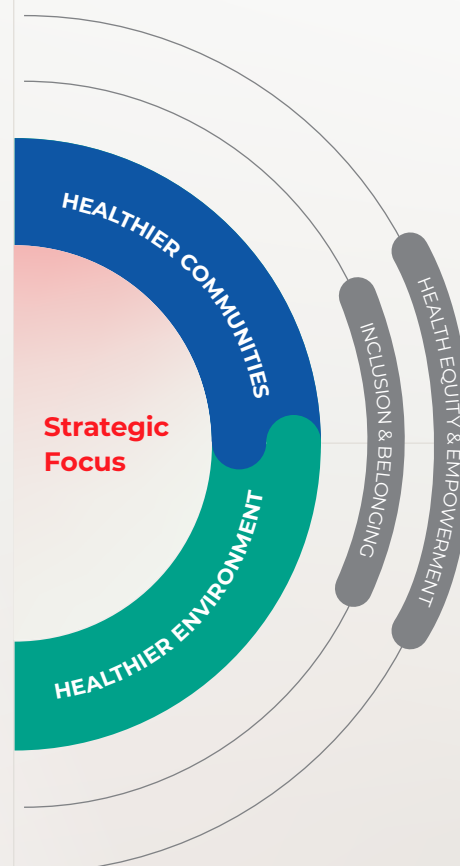 HEALTHIER COMMUNITIES
Strategic
Focus
HEALTHIER ENVIRONMENT
INCLUSION & BELONGING
HEALTH EQUITY & EMPOWERMENT